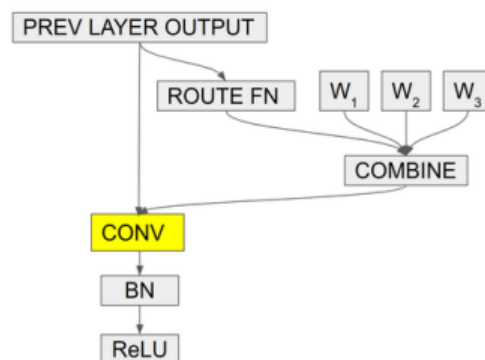 PREV LAYER OUTPUT
ROUTE FN
W₁
W₂
W₃
COMBINE
CONV
BN
ReLU